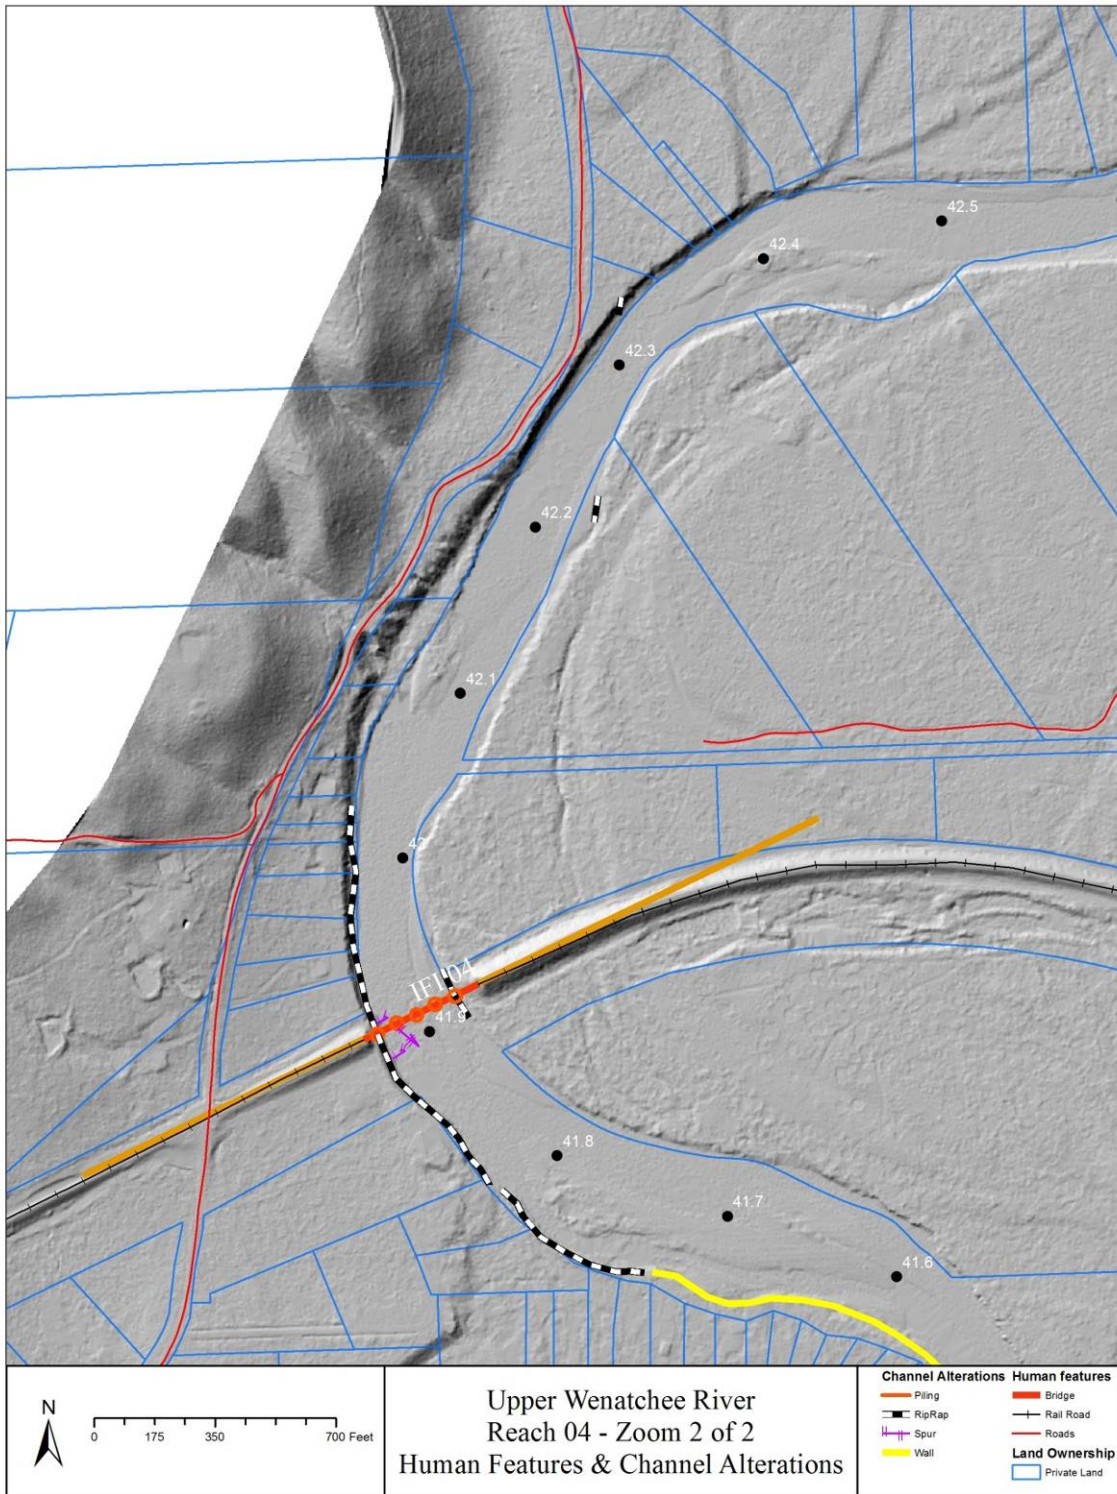 42.5
42.4
42.3
42.2
42.1
42
IFI 04
41.9
41.8
41.7
41.6
N
0 175 350 700 Feet
Upper Wenatchee River
Reach 04 - Zoom 2 of 2
Human Features & Channel Alterations
Channel Alterations
Piling
RipRap
Spur
Wall
Human features
Bridge
Rail Road
Roads
Land Ownership
Private Land